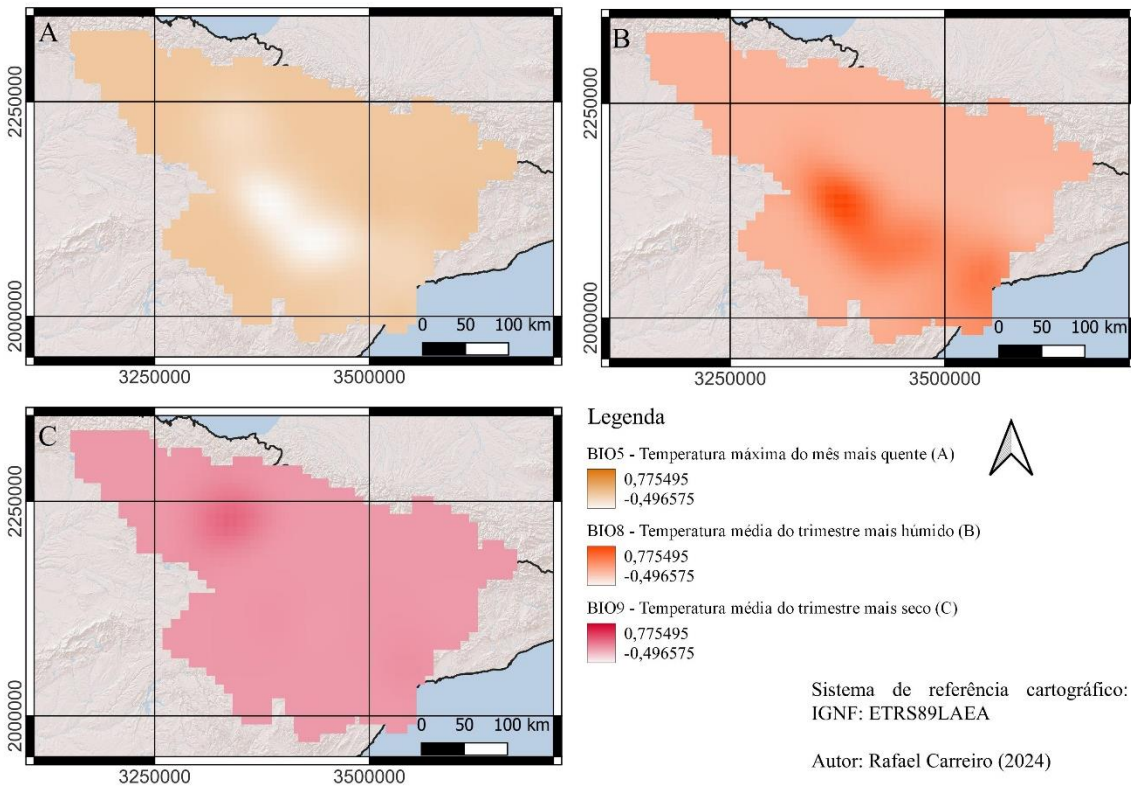 A
2250000
2000000
0 50 100 km
3250000
3500000
B
2250000
2000000
0 50 100 km
3250000
3500000
C
2250000
2000000
0 50 100 km
3250000
3500000
Legenda
BIO5 - Temperatura máxima do mês mais quente (A)
0,775495
-0,496575
BIO8 - Temperatura média do trimestre mais húmido (B)
0,775495
-0,496575
BIO9 - Temperatura média do trimestre mais seco (C)
0,775495
-0,496575
Sistema de referência cartográfico:
IGNF: ETRS89LAEA
Autor: Rafael Carreiro (2024)